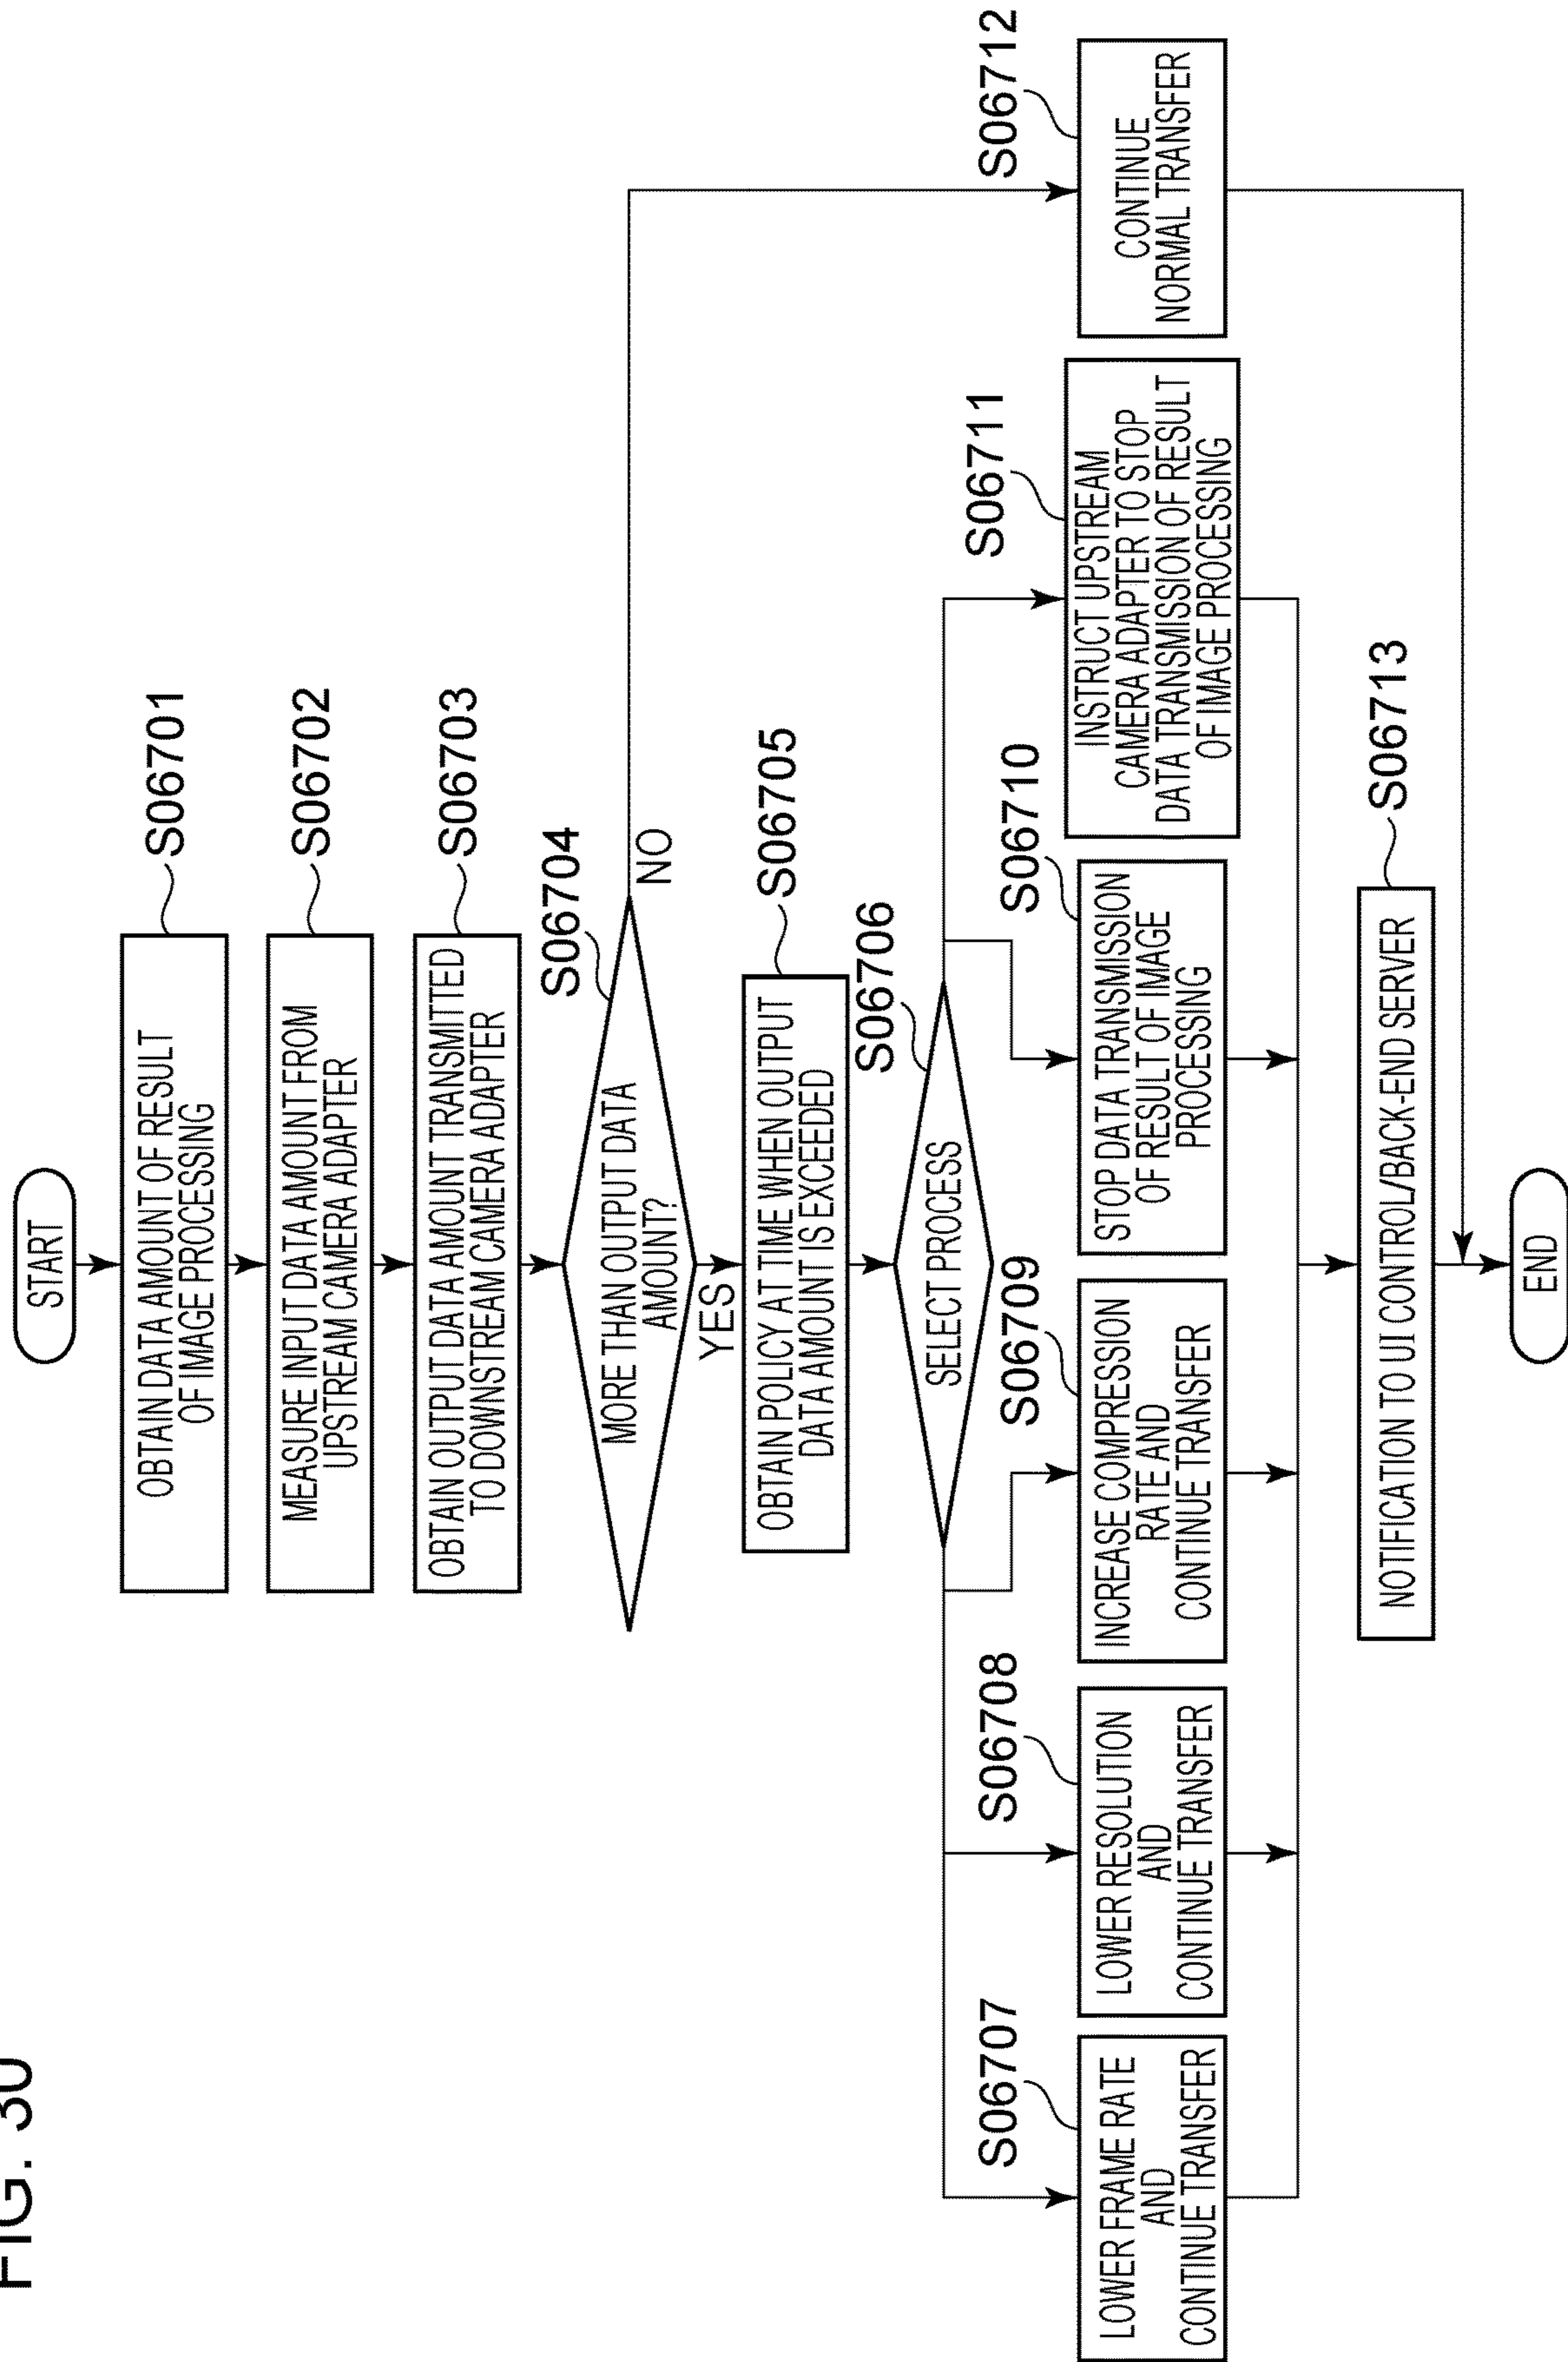 FIG. 30
START
OBTAIN DATA AMOUNT OF RESULT
OF IMAGE PROCESSING
S06701
MEASURE INPUT DATA AMOUNT FROM
UPSTREAM CAMERA ADAPTER
S06702
OBTAIN OUTPUT DATA AMOUNT TRANSMITTED
TO DOWNSTREAM CAMERA ADAPTER
S06703
MORE THAN OUTPUT DATA
AMOUNT?
S06704
NO
YES
OBTAIN POLICY AT TIME WHEN OUTPUT
DATA AMOUNT IS EXCEEDED
S06705
SELECT PROCESS
S06706
LOWER FRAME RATE
AND
CONTINUE TRANSFER
S06707
LOWER RESOLUTION
AND
CONTINUE TRANSFER
S06708
INCREASE COMPRESSION
RATE AND
CONTINUE TRANSFER
S06709
STOP DATA TRANSMISSION
OF RESULT OF IMAGE
PROCESSING
S06710
INSTRUCT UPSTREAM
CAMERA ADAPTER TO STOP
DATA TRANSMISSION OF RESULT
OF IMAGE PROCESSING
S06711
CONTINUE
NORMAL TRANSFER
S06712
NOTIFICATION TO UI CONTROL/BACK-END SERVER
S06713
END